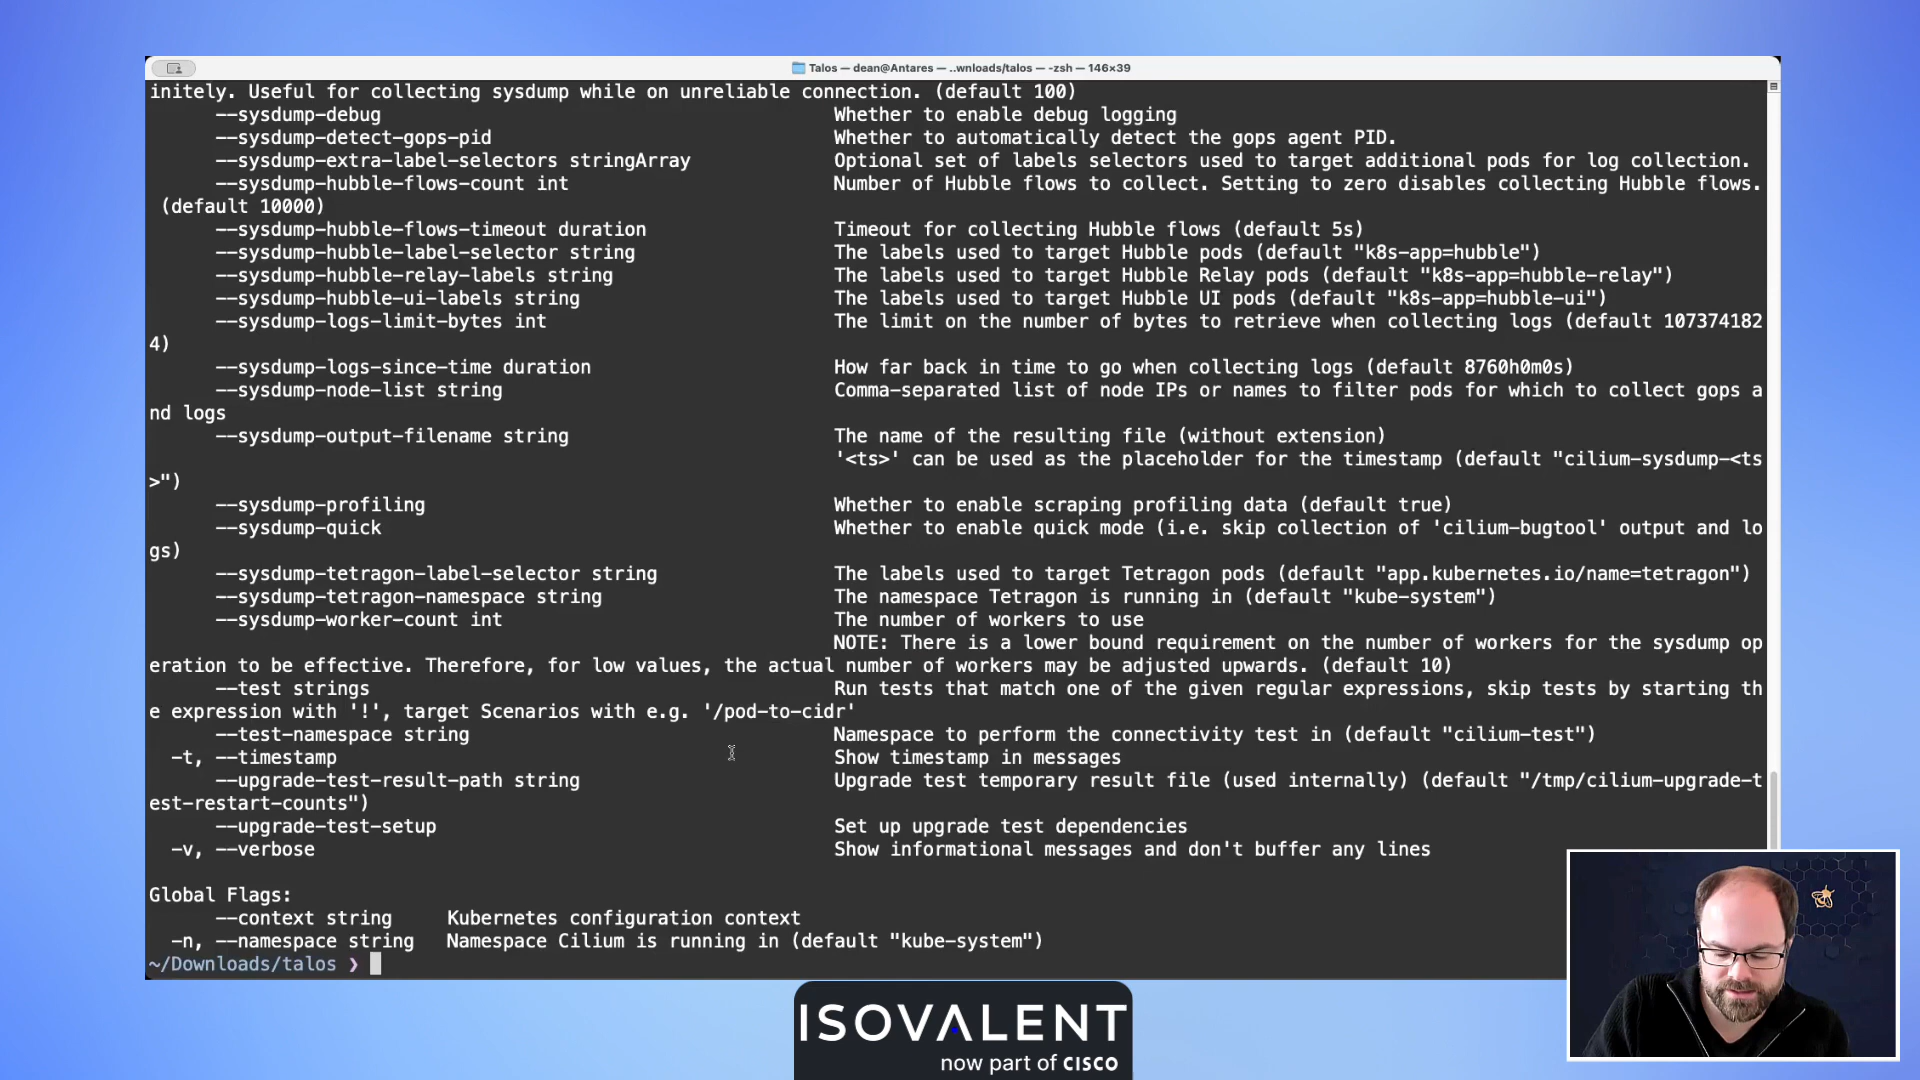 Talos — dean@Antares — ..wnloads/talos — -zsh — 146×39
initely. Useful for collecting sysdump while on unreliable connection. (default 100)
--sysdump-debug Whether to enable debug logging
--sysdump-detect-gops-pid Whether to automatically detect the gops agent PID.
--sysdump-extra-label-selectors stringArray Optional set of labels selectors used to target additional pods for log collection.
--sysdump-hubble-flows-count int Number of Hubble flows to collect. Setting to zero disables collecting Hubble flows.
(default 10000)
--sysdump-hubble-flows-timeout duration Timeout for collecting Hubble flows (default 5s)
--sysdump-hubble-label-selector string The labels used to target Hubble pods (default "k8s-app=hubble")
--sysdump-hubble-relay-labels string The labels used to target Hubble Relay pods (default "k8s-app=hubble-relay")
--sysdump-hubble-ui-labels string The labels used to target Hubble UI pods (default "k8s-app=hubble-ui")
--sysdump-logs-limit-bytes int The limit on the number of bytes to retrieve when collecting logs (default 107374182
4)
--sysdump-logs-since-time duration How far back in time to go when collecting logs (default 8760h0m0s)
--sysdump-node-list string Comma-separated list of node IPs or names to filter pods for which to collect gops a
nd logs
--sysdump-output-filename string The name of the resulting file (without extension)
'<ts>' can be used as the placeholder for the timestamp (default "cilium-sysdump-<ts
>")
--sysdump-profiling Whether to enable scraping profiling data (default true)
--sysdump-quick Whether to enable quick mode (i.e. skip collection of 'cilium-bugtool' output and lo
gs)
--sysdump-tetragon-label-selector string The labels used to target Tetragon pods (default "app.kubernetes.io/name=tetragon")
--sysdump-tetragon-namespace string The namespace Tetragon is running in (default "kube-system")
--sysdump-worker-count int The number of workers to use
NOTE: There is a lower bound requirement on the number of workers for the sysdump op
eration to be effective. Therefore, for low values, the actual number of workers may be adjusted upwards. (default 10)
--test strings Run tests that match one of the given regular expressions, skip tests by starting th
e expression with '!', target Scenarios with e.g. '/pod-to-cidr'
--test-namespace string Namespace to perform the connectivity test in (default "cilium-test")
-t, --timestamp Show timestamp in messages
--upgrade-test-result-path string Upgrade test temporary result file (used internally) (default "/tmp/cilium-upgrade-t
est-restart-counts")
--upgrade-test-setup Set up upgrade test dependencies
-v, --verbose Show informational messages and don't buffer any lines
Global Flags:
--context string Kubernetes configuration context
-n, --namespace string Namespace Cilium is running in (default "kube-system")
~/Downloads/talos ❯
ISOVALENT
now part of CISCO